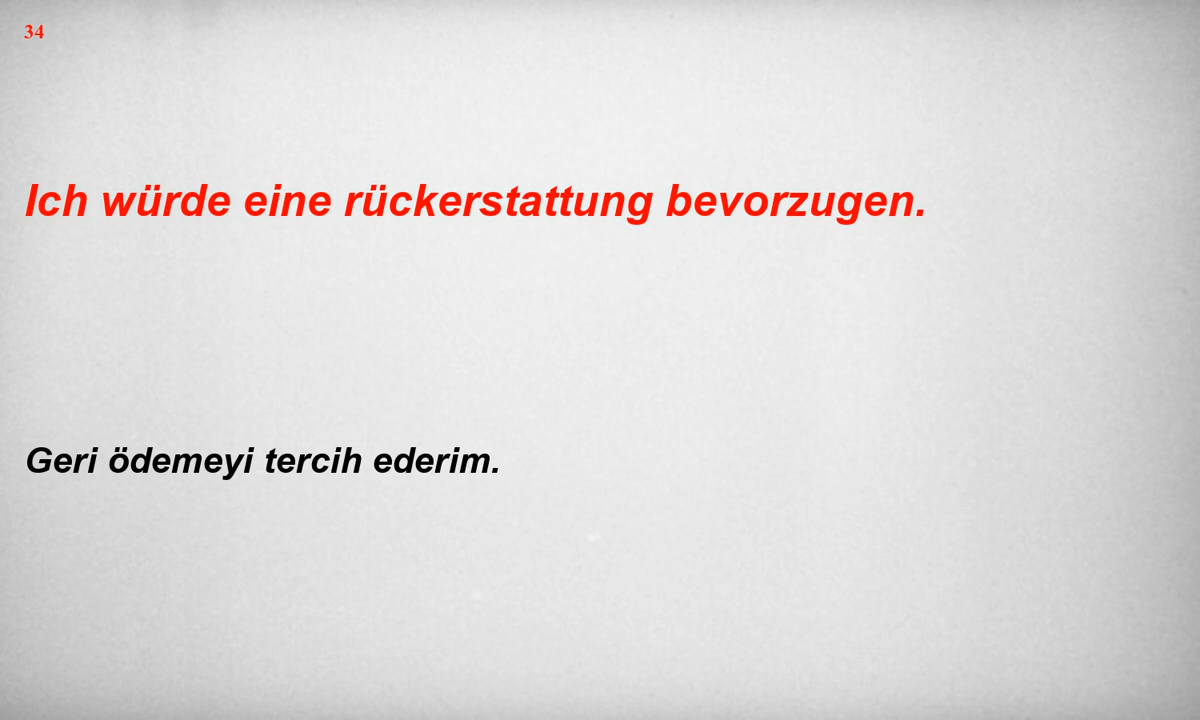 34
Ich würde eine rückerstattung bevorzugen.
Geri ödemeyi tercih ederim.